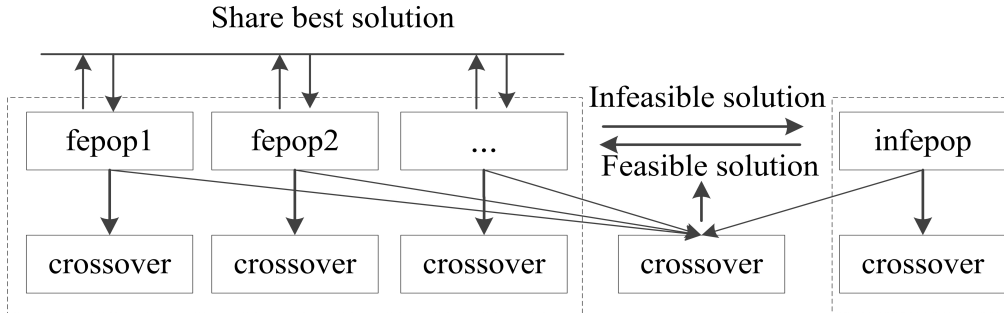 Share best solution
Infeasible solution
fepop1
fepop2
...
infepop
Feasible solution
crossover
crossover
crossover
crossover
crossover